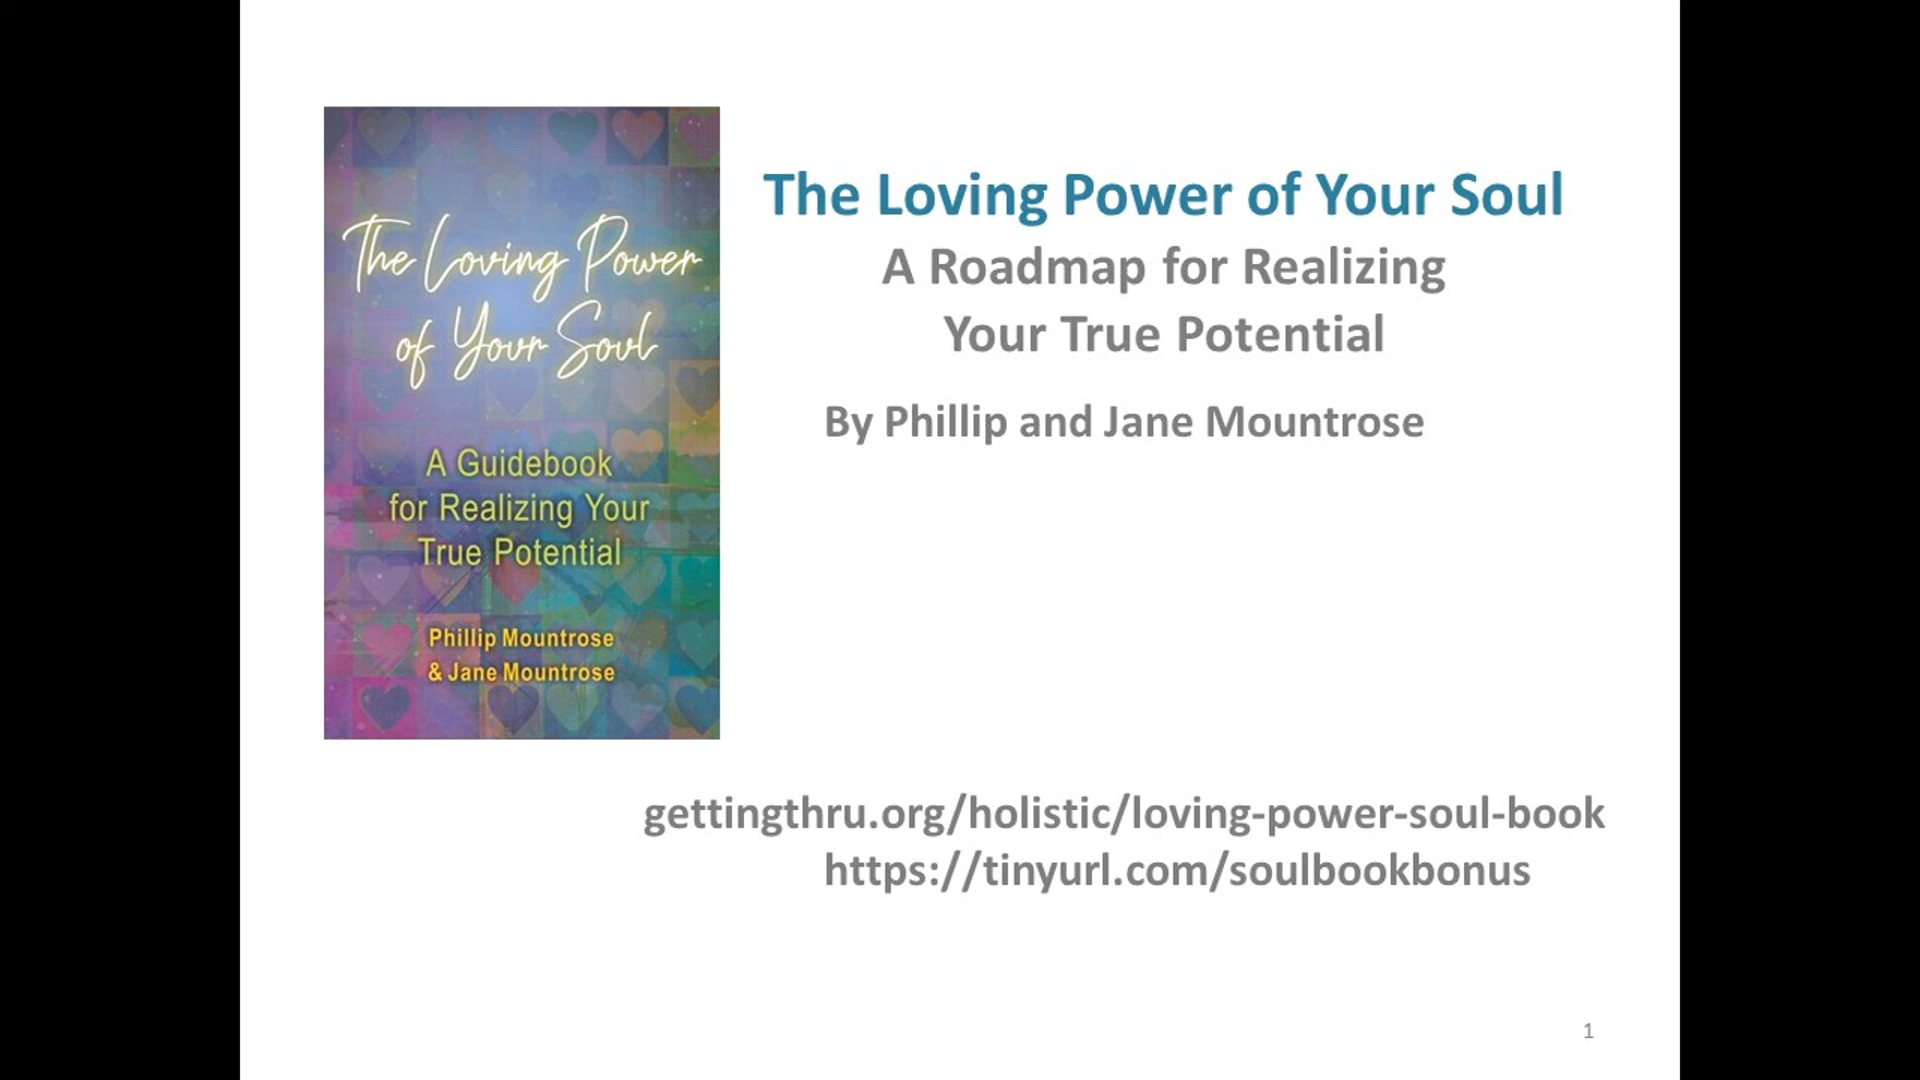 The Loving Power
of Your Soul
A Guidebook
for Realizing Your
True Potential
Phillip Mountrose
& Jane Mountrose
The Loving Power of Your Soul
A Roadmap for Realizing
Your True Potential
By Phillip and Jane Mountrose
gettingthru.org/holistic/loving-power-soul-book
https://tinyurl.com/soulbookbonus
1